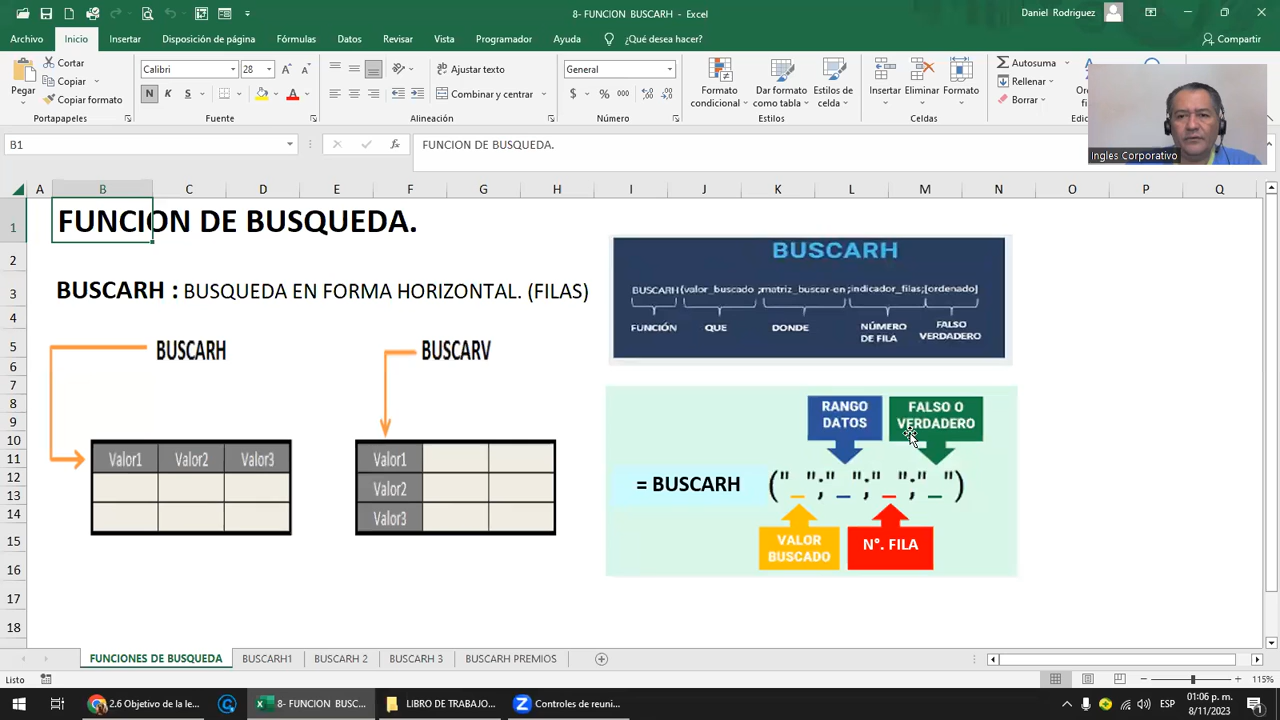 8- FUNCION BUSCARH - Excel
Daniel Rodriguez
Archivo Inicio Insertar Disposición de página Fórmulas Datos Revisar Vista Programador Ayuda ¿Qué desea hacer? Compartir
Pegar
Cortar
Copiar
Copiar formato
Portapapeles
Calibri 28
N K S
Fuente
Ajustar texto
Combinar y centrar
Alineación
General
$ % 000
Número
Formato condicional
Dar formato como tabla
Estilos de celda
Estilos
Insertar Eliminar Formato
Celdas
Autosuma
Rellenar
Borrar
Ingles Corporativo
B1
fx
FUNCION DE BUSQUEDA.
A B C D E F G H I J K L M N O P Q
1
2
3
4
5
6
7
8
9
10
11
12
13
14
15
16
17
18
FUNCION DE BUSQUEDA.
BUSCARH : BUSQUEDA EN FORMA HORIZONTAL. (FILAS)
BUSCARH
Valor1 Valor2 Valor3
BUSCARV
Valor1
Valor2
Valor3
BUSCARH
BUSCARH (valor_buscado ;matriz_buscar-en ;indicador_filas;[ordenado]
FUNCIÓN QUE DONDE NÚMERO DE FILA FALSO VERDADERO
RANGO DATOS
FALSO O VERDADERO
= BUSCARH (" _ ";" _ ";" _ ";" _ ")
VALOR BUSCADO
N°. FILA
FUNCIONES DE BUSQUEDA BUSCARH1 BUSCARH 2 BUSCARH 3 BUSCARH PREMIOS
Listo
115%
2.6 Objetivo de la le...
8- FUNCION BUSC...
LIBRO DE TRABAJO...
Controles de reuni...
ESP
01:06 p. m.
8/11/2023